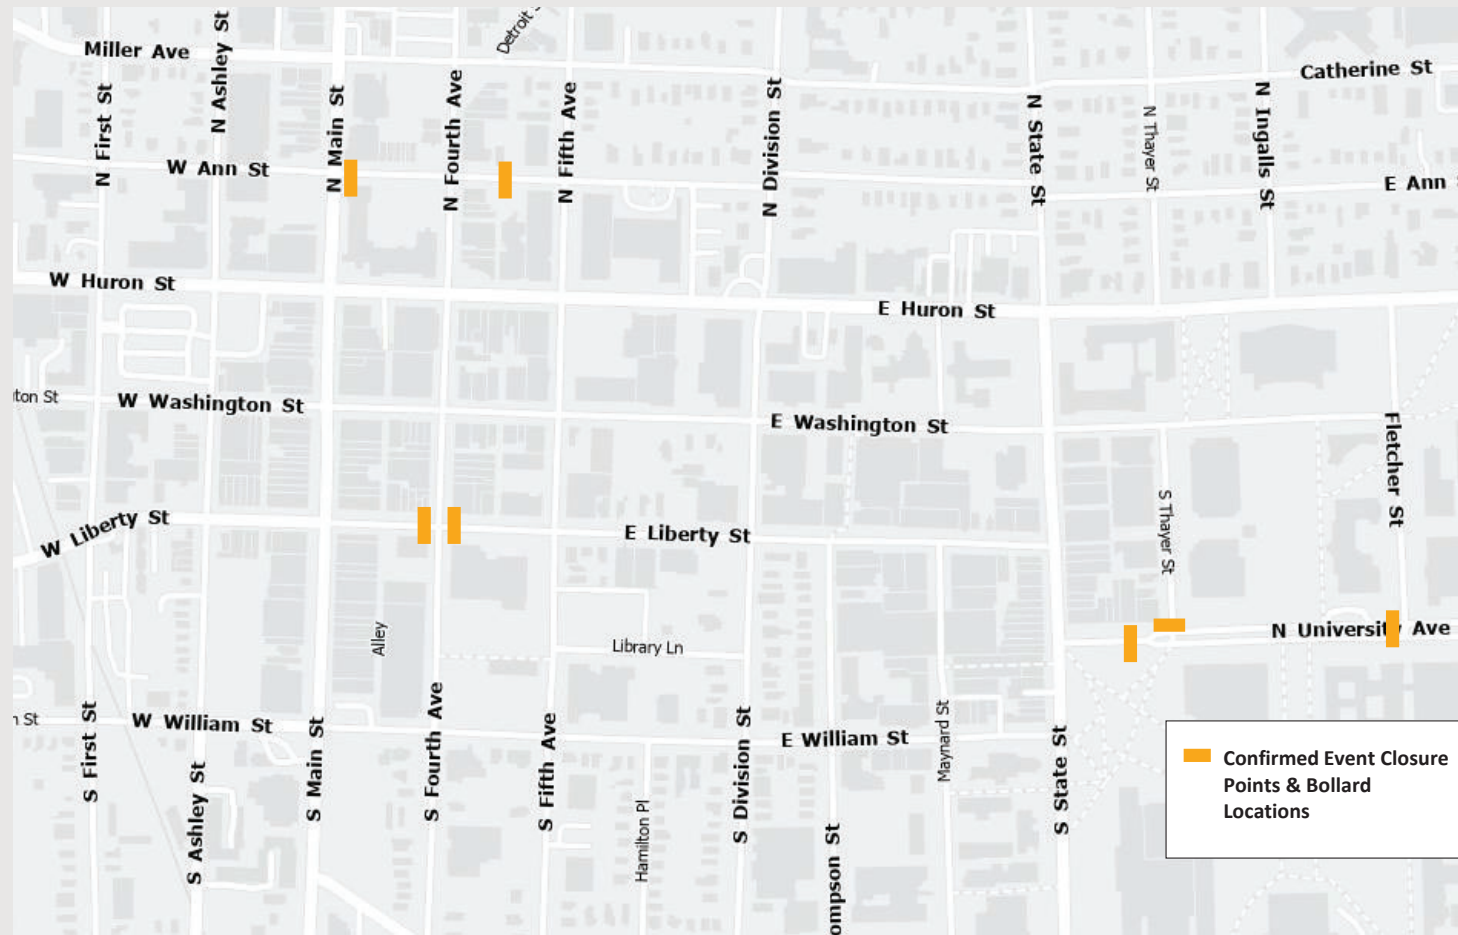 Detroit
Miller Ave
N Ashley St
Catherine St
N First St
N Main St
N Fourth Ave
N Fifth Ave
N Division St
N State St
N Thayer St
N Ingalls St
W Ann St
E Ann
W Huron St
E Huron St
ton St
W Washington St
E Washington St
Fletcher St
W Liberty St
E Liberty St
S Thayer St
Alley
Library Ln
N University Ave
S First St
St
W William St
S Main St
S Fourth Ave
S Fifth Ave
S Division St
E William St
Maynard St
S State St
S Ashley St
Hamilton Pl
ompson St
Confirmed Event Closure
Points & Bollard
Locations